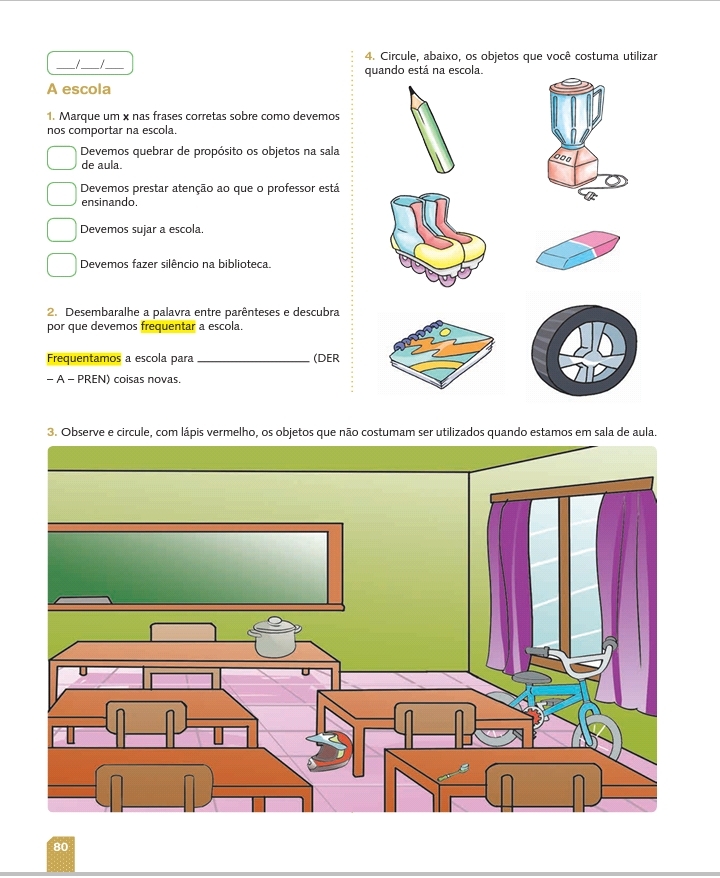 ___/___/___
A escola
1. Marque um x nas frases corretas sobre como devemos
nos comportar na escola.
Devemos quebrar de propósito os objetos na sala
de aula.
Devemos prestar atenção ao que o professor está
ensinando.
Devemos sujar a escola.
Devemos fazer silêncio na biblioteca.
2. Desembaralhe a palavra entre parênteses e descubra
por que devemos frequentar a escola.
Frequentamos a escola para _________________ (DER
– A – PREN) coisas novas.
4. Circule, abaixo, os objetos que você costuma utilizar
quando está na escola.
3. Observe e circule, com lápis vermelho, os objetos que não costumam ser utilizados quando estamos em sala de aula.
80